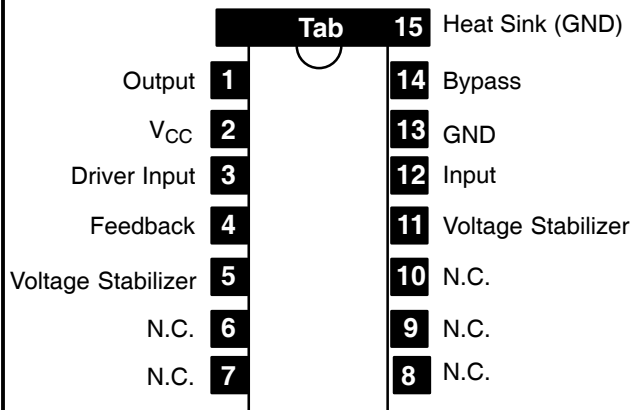 Tab 15 Heat Sink (GND)
Output 1 14 Bypass
VCC 2 13 GND
Driver Input 3 12 Input
Feedback 4 11 Voltage Stabilizer
Voltage Stabilizer 5 10 N.C.
N.C. 6 9 N.C.
N.C. 7 8 N.C.